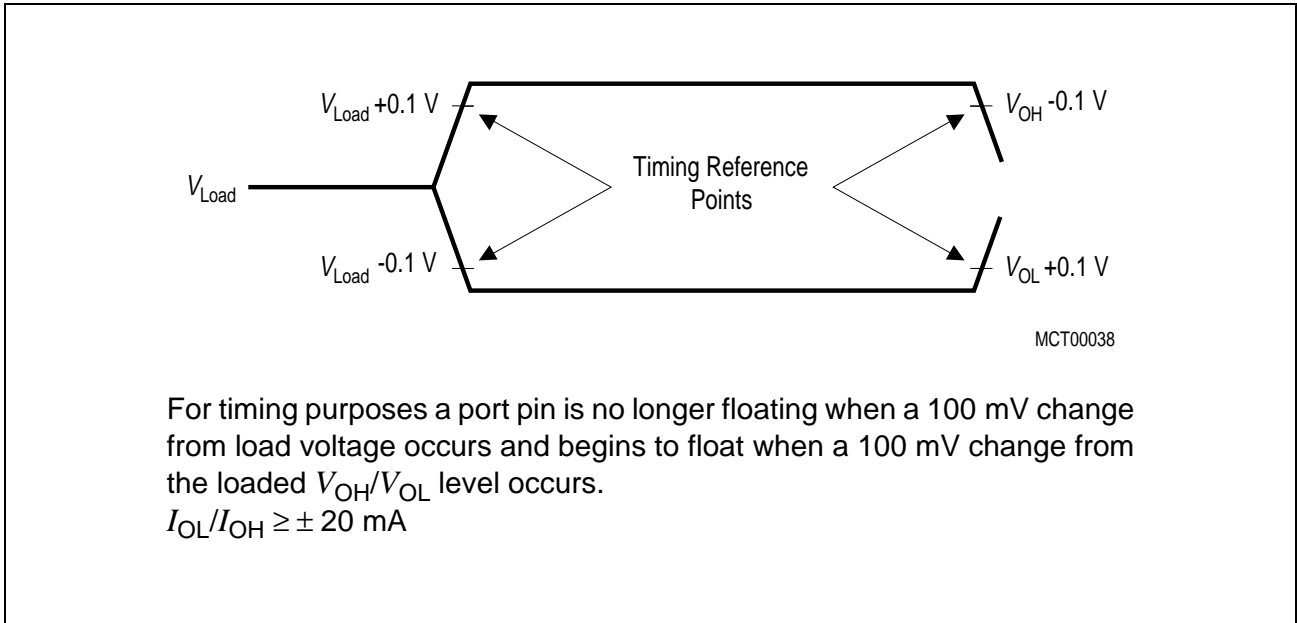 V_Load +0.1 V
V_OH -0.1 V
V_Load
Timing Reference
Points
V_Load -0.1 V
V_OL +0.1 V
MCT00038
For timing purposes a port pin is no longer floating when a 100 mV change
from load voltage occurs and begins to float when a 100 mV change from
the loaded V_OH/V_OL level occurs.
I_OL/I_OH ≥ ± 20 mA